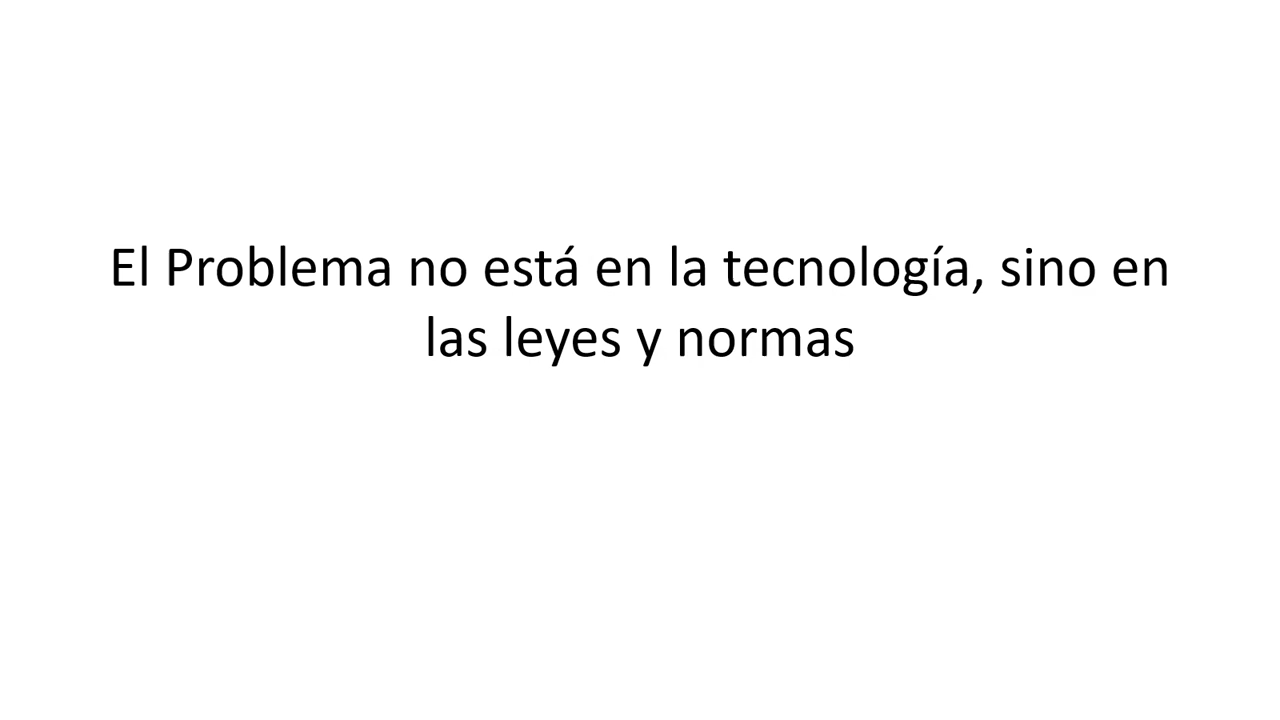 El Problema no está en la tecnología, sino en
las leyes y normas